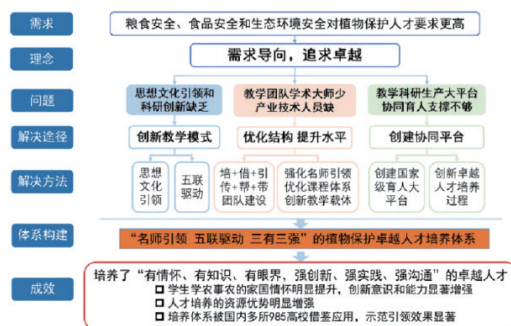 需求
粮食安全、食品安全和生态环境安全对植物保护人才要求更高
理念
需求导向，追求卓越
问题
思想文化引领和
科研创新缺乏
教学团队学术大师少
产业技术人员缺
教学科研生产大平台
协同育人支撑不够
解决途径
创新教学模式
优化结构 提升水平
创建协同平台
解决方法
思想
文化
引领
五联
驱动
培+借+引
传+帮+带
团队建设
强化名师引领
优化课程体系
创新教学载体
创建国家
级育人大
平台
创新卓越
人才培养
过程
体系构建
“名师引领 五联驱动 三有三强”的植物保护卓越人才培养体系
成效
培养了“有情怀、有知识、有眼界，强创新、强实践、强沟通”的卓越人才
学生学农事农的家国情怀明显提升，创新意识和能力显著增强
人才培养的资源优势明显增强
培养体系被国内多所985高校借鉴应用，示范引领效果显著